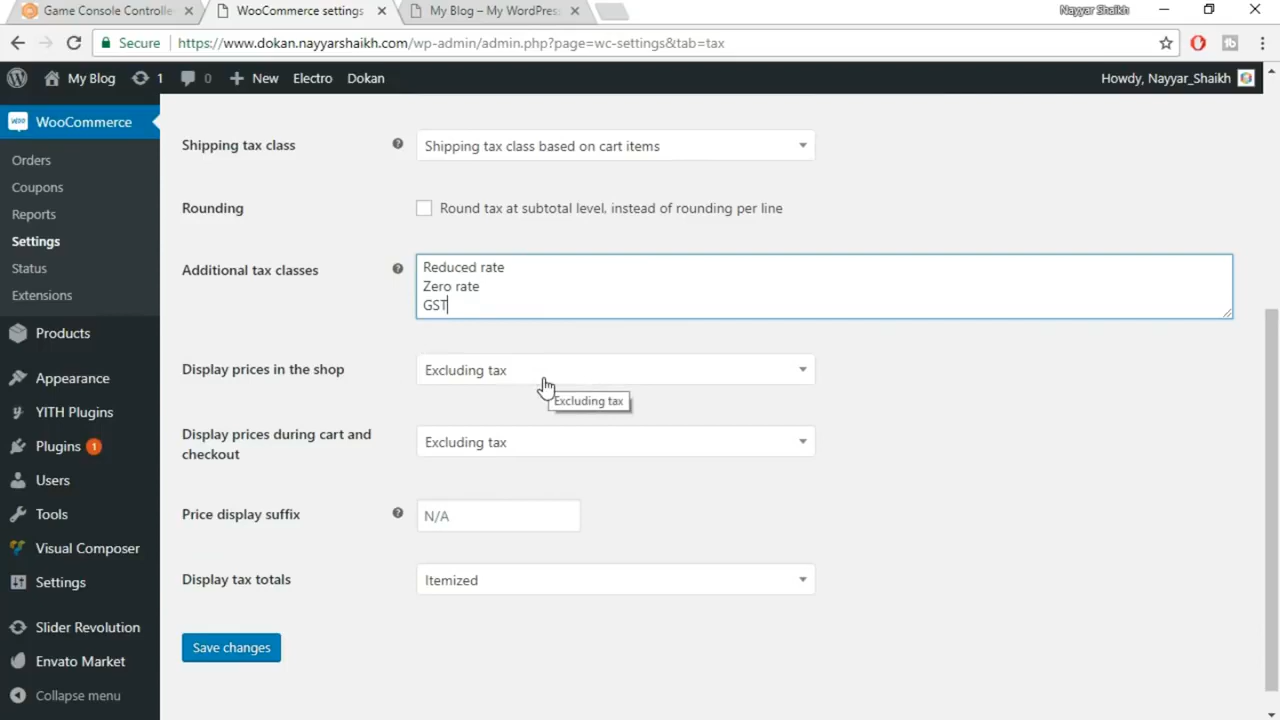 Game Console Controlle
WooCommerce settings
My Blog – My WordPres
Nayyar Shaikh
Secure
https://www.dokan.nayyarshaikh.com/wp-admin/admin.php?page=wc-settings&tab=tax
My Blog
1
0
New
Electro
Dokan
Howdy, Nayyar_Shaikh
WooCommerce
Orders
Coupons
Reports
Settings
Status
Extensions
Products
Appearance
YITH Plugins
Plugins 1
Users
Tools
Visual Composer
Settings
Slider Revolution
Envato Market
Collapse menu
Shipping tax class
Shipping tax class based on cart items
Rounding
Round tax at subtotal level, instead of rounding per line
Additional tax classes
Reduced rate
Zero rate
GST
Display prices in the shop
Excluding tax
Excluding tax
Display prices during cart and
checkout
Excluding tax
Price display suffix
N/A
Display tax totals
Itemized
Save changes